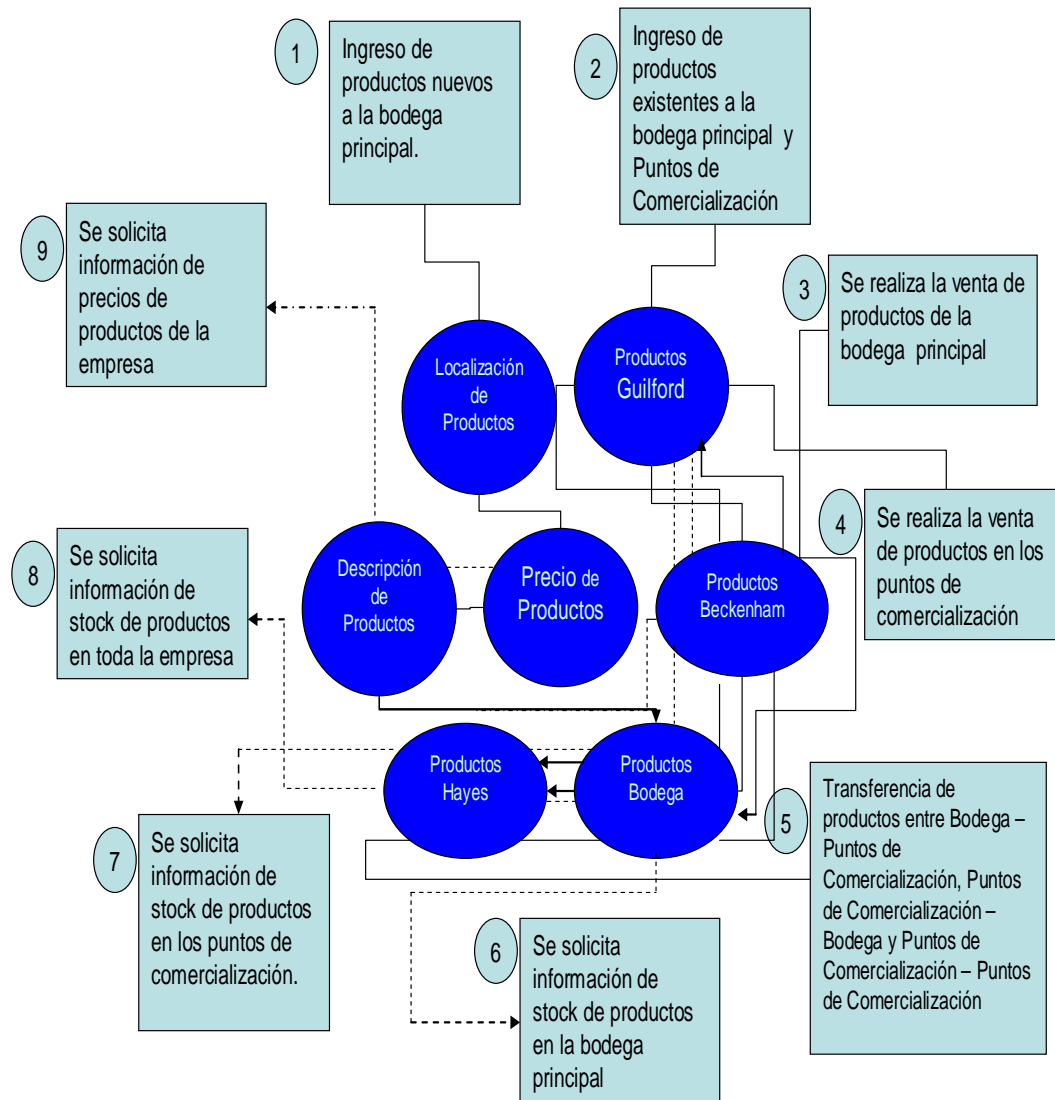 1
Ingreso de
productos nuevos
a la bodega
principal.
2
Ingreso de
productos
existentes a la
bodega principal y
Puntos de
Comercialización
9
Se solicita
información de
precios de
productos de la
empresa
3
Se realiza la venta de
productos de la
bodega principal
Localización
de
Productos
Productos
Guilford
8
Se solicita
información de
stock de productos
en toda la empresa
Descripción
de
Productos
Precio de
Productos
Productos
Beckenham
4
Se realiza la venta
de productos en los
puntos de
comercialización
Productos
Hayes
Productos
Bodega
7
Se solicita
información de
stock de productos
en los puntos de
comercialización.
5
Transferencia de
productos entre Bodega –
Puntos de
Comercialización, Puntos
de Comercialización –
Bodega y Puntos de
Comercialización – Puntos
de Comercialización
6
Se solicita
información de
stock de productos
en la bodega
principal